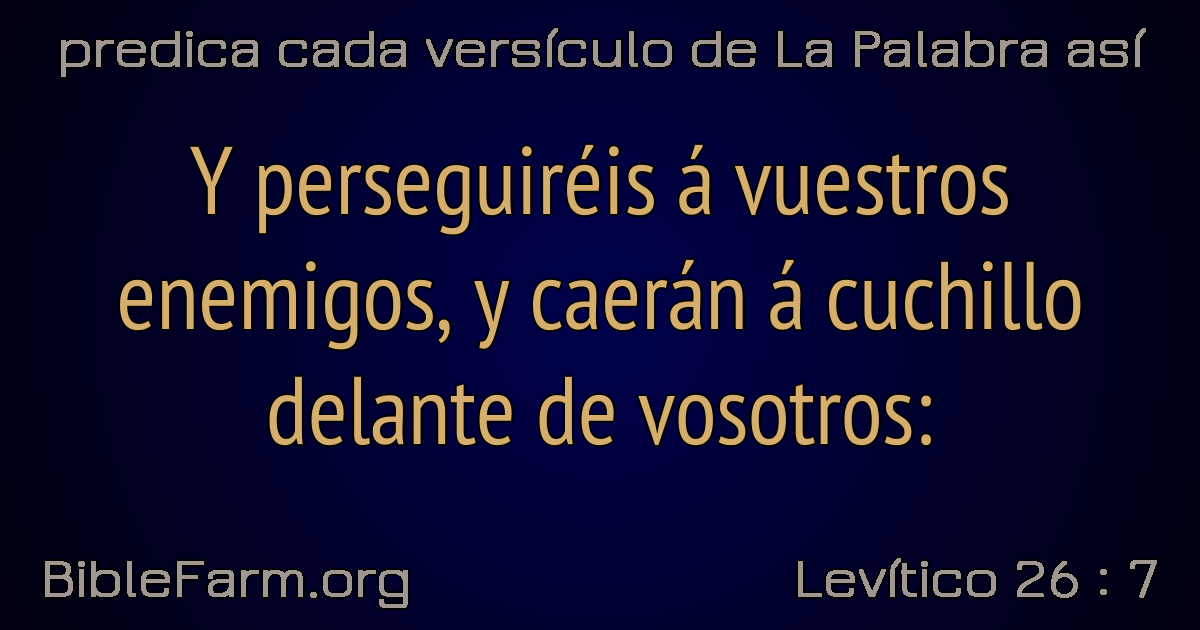 predica cada versículo de La Palabra así
Y perseguiréis á vuestros
enemigos, y caerán á cuchillo
delante de vosotros:
BibleFarm.org
Levítico 26 : 7